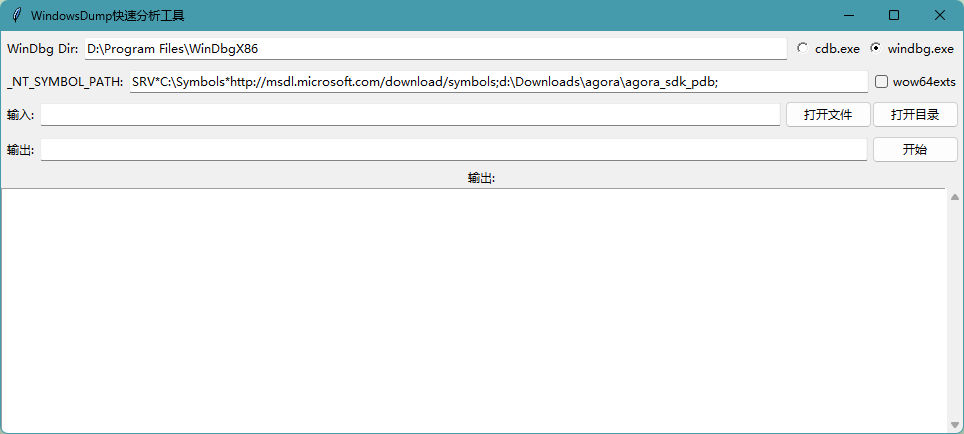 WindowsDump快速分析工具
WinDbg Dir: D:\Program Files\WinDbgX86 cdb.exe windbg.exe
_NT_SYMBOL_PATH: SRV*C:\Symbols*http://msdl.microsoft.com/download/symbols;d:\Downloads\agora\agora_sdk_pdb; wow64exts
输入: 打开文件 打开目录
输出: 开始
输出: